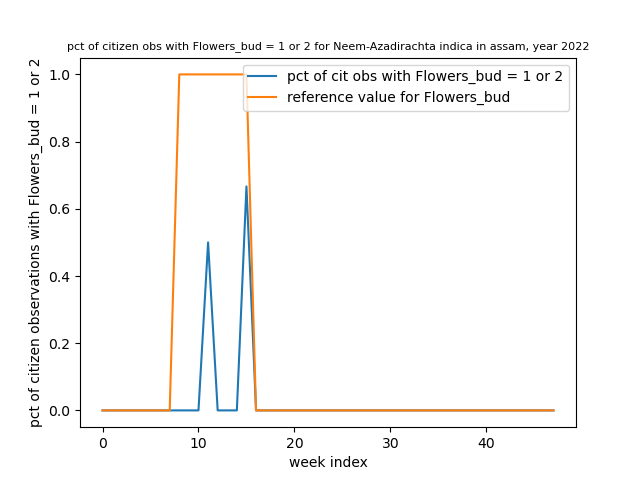 pct of citizen obs with Flowers_bud = 1 or 2 for Neem-Azadirachta indica in assam, year 2022
pct of citizen observations with Flowers_bud = 1 or 2
1.0
0.8
0.6
0.4
0.2
0.0
pct of cit obs with Flowers_bud = 1 or 2
reference value for Flowers_bud
0
10
20
30
40
week index